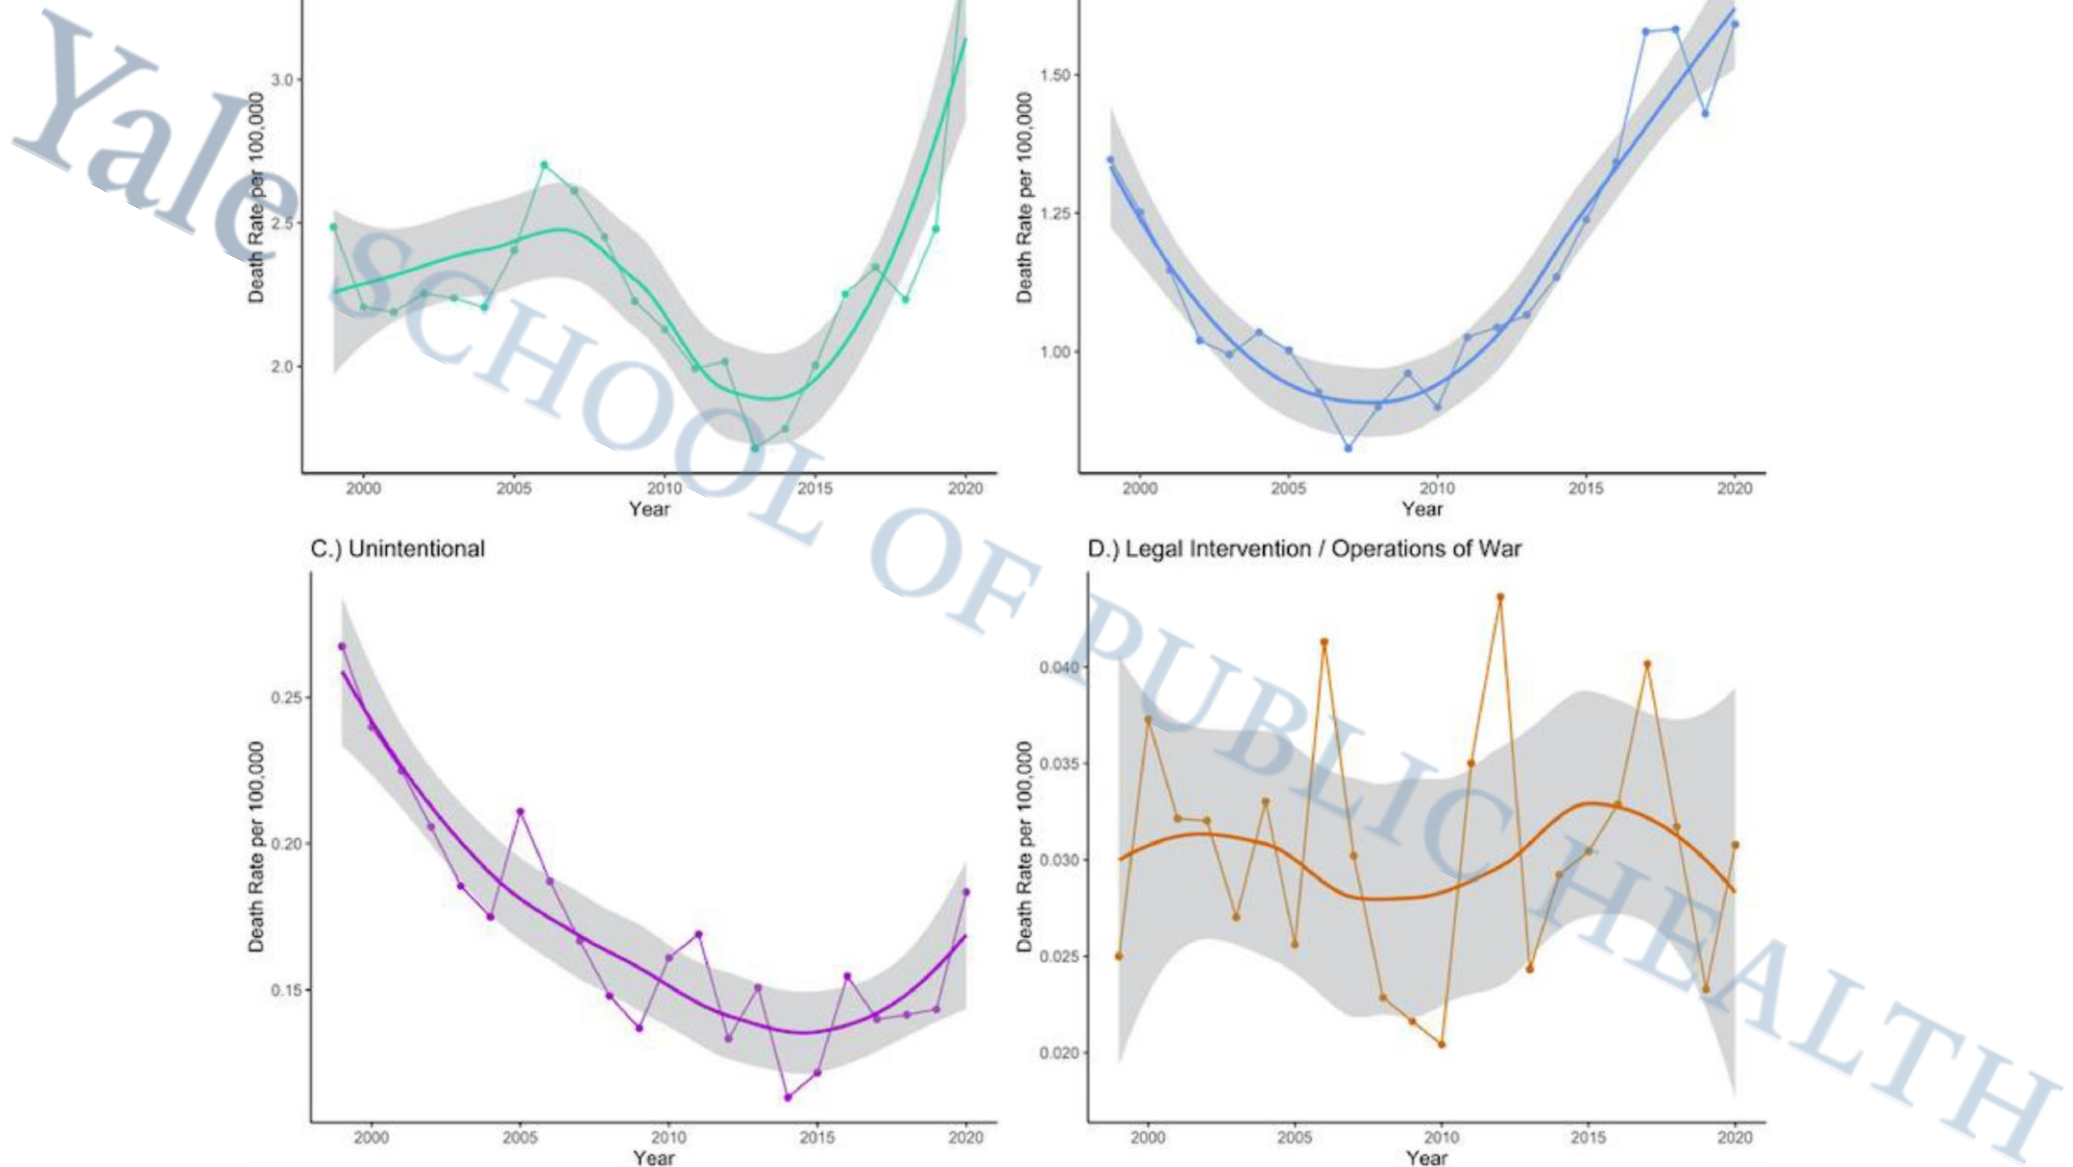 Yale SCHOOL OF PUBLIC HEALTH
Death Rate per 100,000
3.0
2.5
2.0
2000 2005 2010 2015 2020
Year
Death Rate per 100,000
1.50
1.25
1.00
2000 2005 2010 2015 2020
Year
C.) Unintentional
Death Rate per 100,000
0.25
0.20
0.15
2000 2005 2010 2015 2020
Year
D.) Legal Intervention / Operations of War
Death Rate per 100,000
0.040
0.035
0.030
0.025
0.020
2000 2005 2010 2015 2020
Year